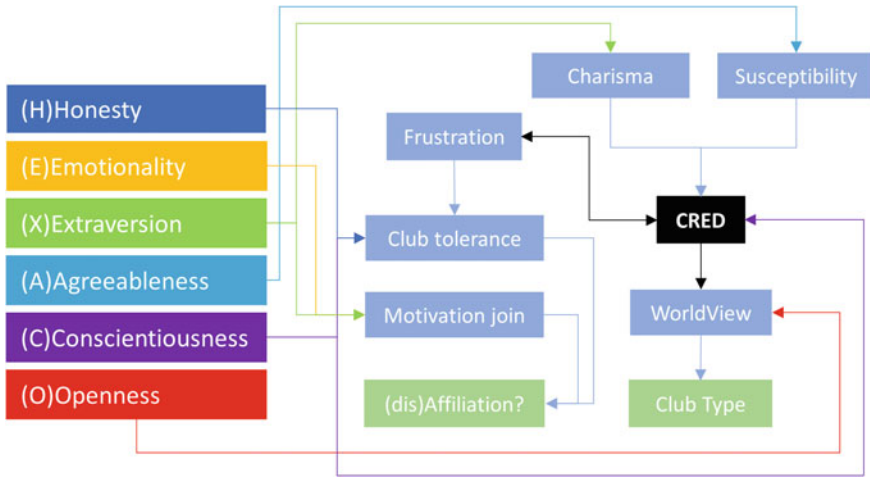 (H)Honesty
(E)Emotionality
(X)Extraversion
(A)Agreeableness
(C)Conscientiousness
(O)Openness
Charisma
Susceptibility
Frustration
CRED
Club tolerance
Motivation join
WorldView
(dis)Affiliation?
Club Type